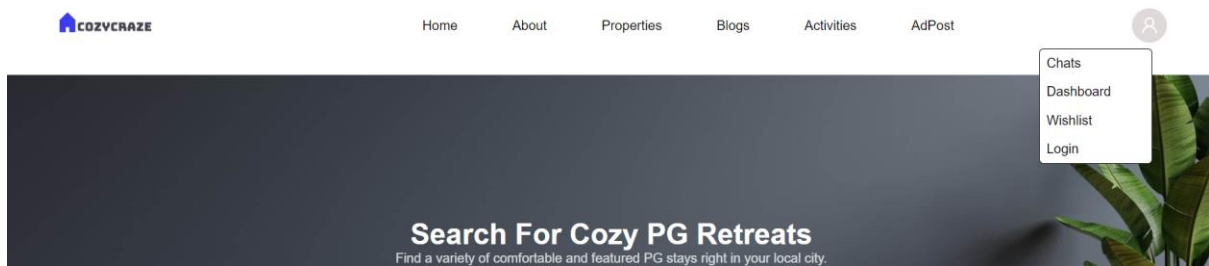 COZYCRAZE Home About Properties Blogs Activities AdPost
Chats
Dashboard
Wishlist
Login
Search For Cozy PG Retreats
Find a variety of comfortable and featured PG stays right in your local city.